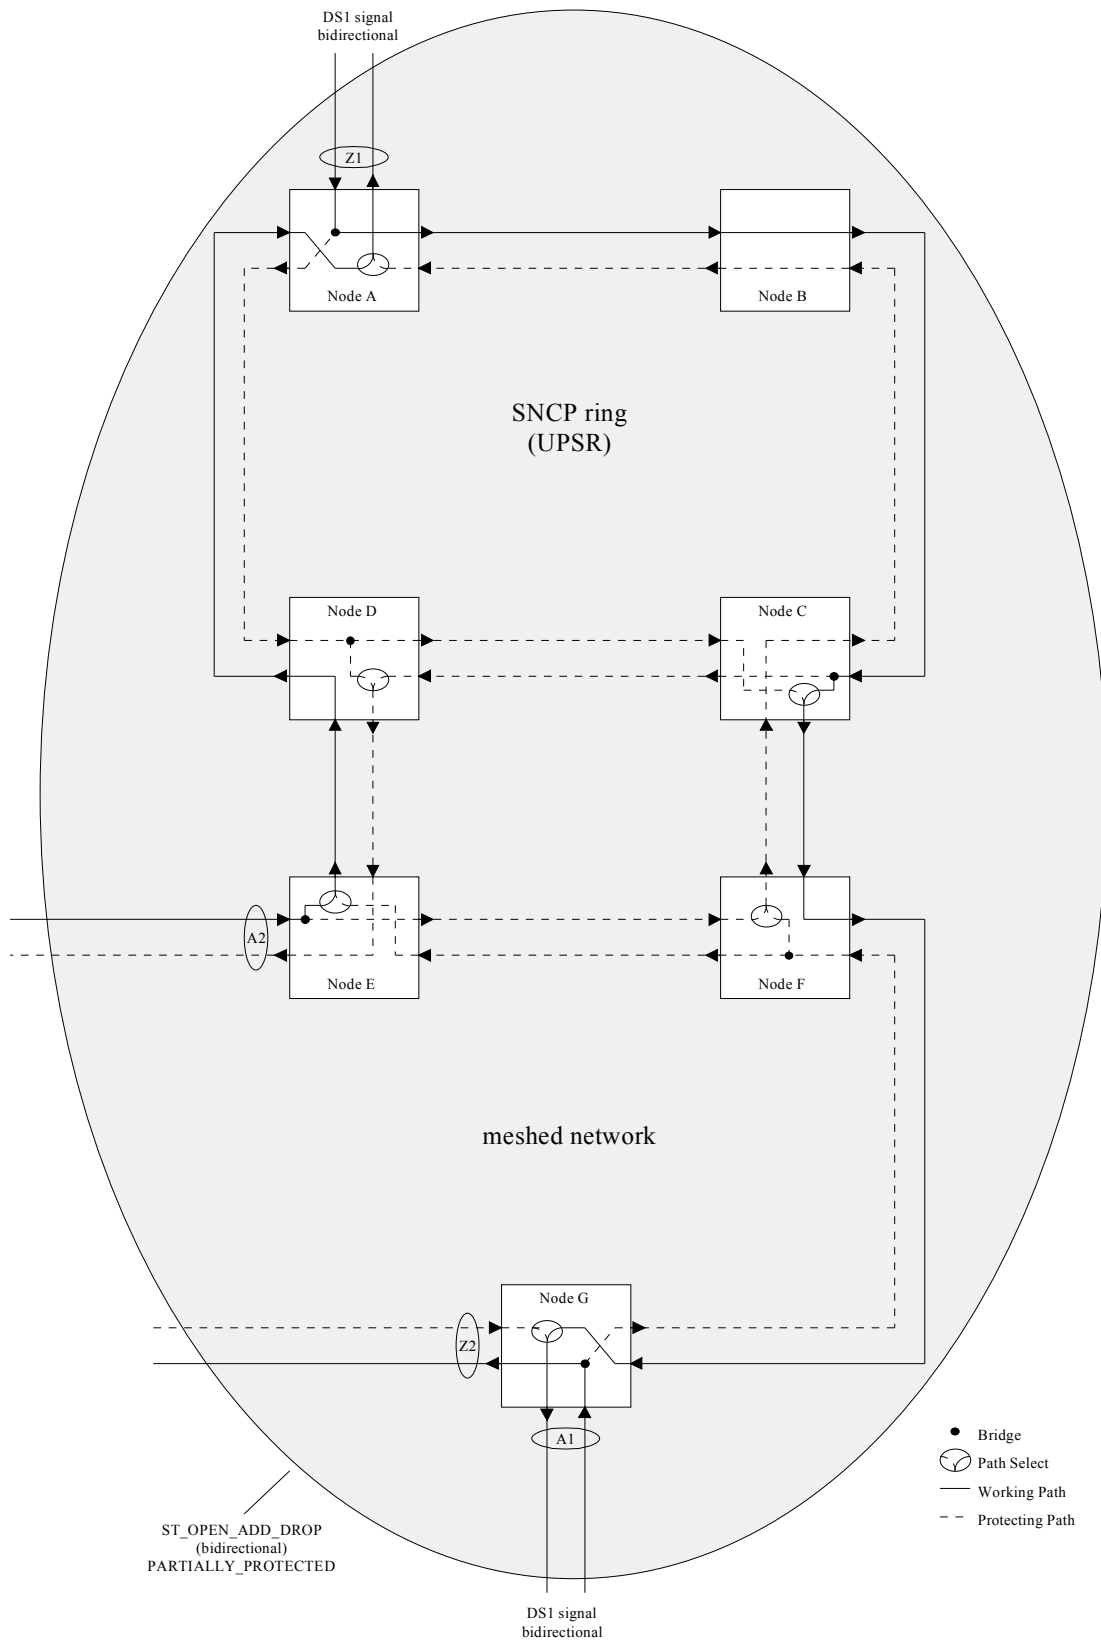 DS1 signal
bidirectional
Z1
Node A
Node B
SNCP ring
(UPSR)
Node D
Node C
A2
Node E
Node F
meshed network
Node G
Z2
A1
Bridge
Path Select
Working Path
Protecting Path
ST_OPEN_ADD_DROP
(bidirectional)
PARTIALLY_PROTECTED
DS1 signal
bidirectional